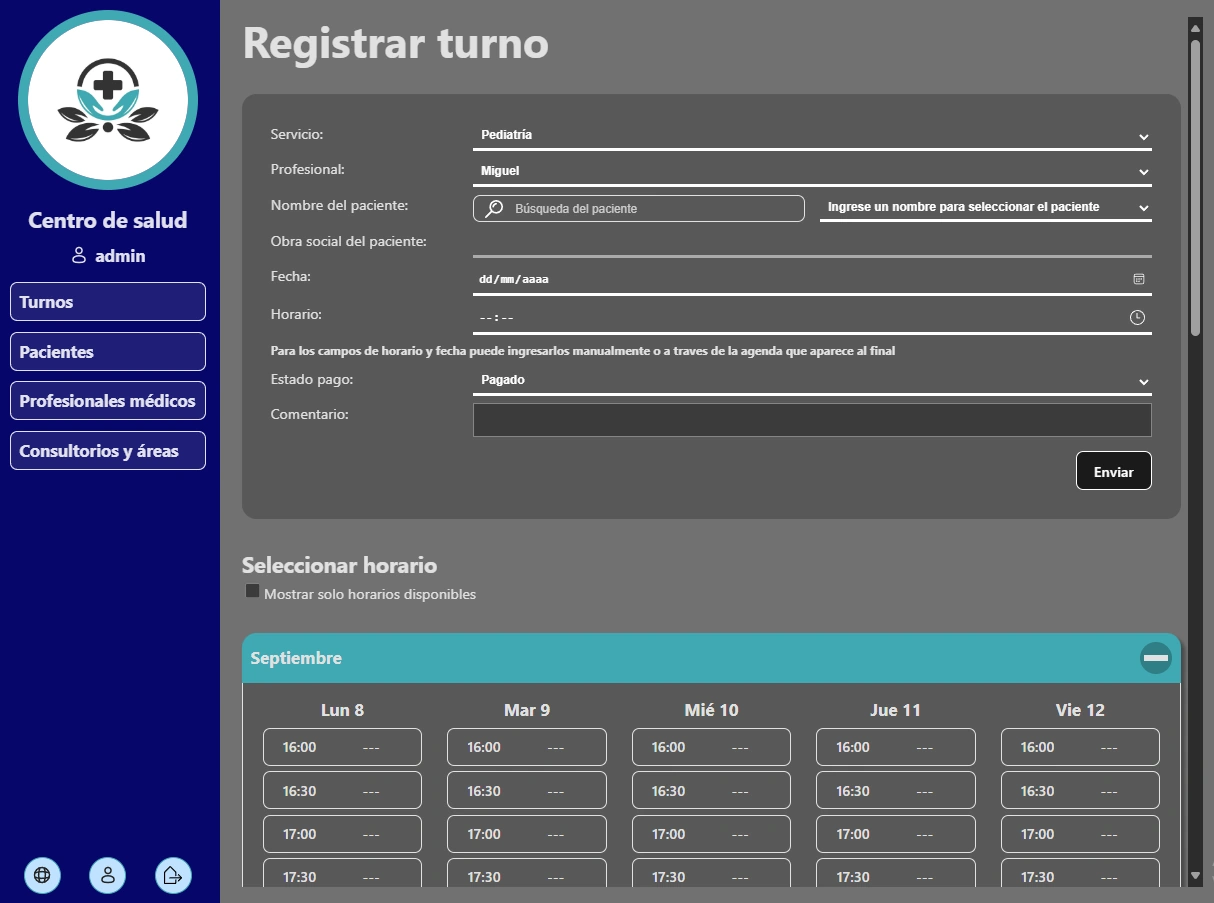 Registrar turno
Centro de salud
admin
Turnos
Pacientes
Profesionales médicos
Consultorios y áreas
Servicio: Pediatría
Profesional: Miguel
Nombre del paciente: Búsqueda del paciente Ingrese un nombre para seleccionar el paciente
Obra social del paciente:
Fecha: dd/mm/aaaa
Horario: --:--
Para los campos de horario y fecha puede ingresarlos manualmente o a traves de la agenda que aparece al final
Estado pago: Pagado
Comentario:
Enviar
Seleccionar horario
Mostrar solo horarios disponibles
Septiembre
Lun 8 Mar 9 Mié 10 Jue 11 Vie 12
16:00 --- 16:00 --- 16:00 --- 16:00 --- 16:00 ---
16:30 --- 16:30 --- 16:30 --- 16:30 --- 16:30 ---
17:00 --- 17:00 --- 17:00 --- 17:00 --- 17:00 ---
17:30 --- 17:30 --- 17:30 --- 17:30 --- 17:30 ---